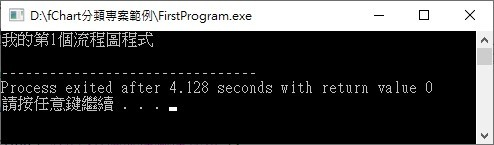 D:\fChart分類專案範例\FirstProgram.exe
我的第1個流程圖程式
--------------------------------
Process exited after 4.128 seconds with return value 0
請按任意鍵繼續 . . .